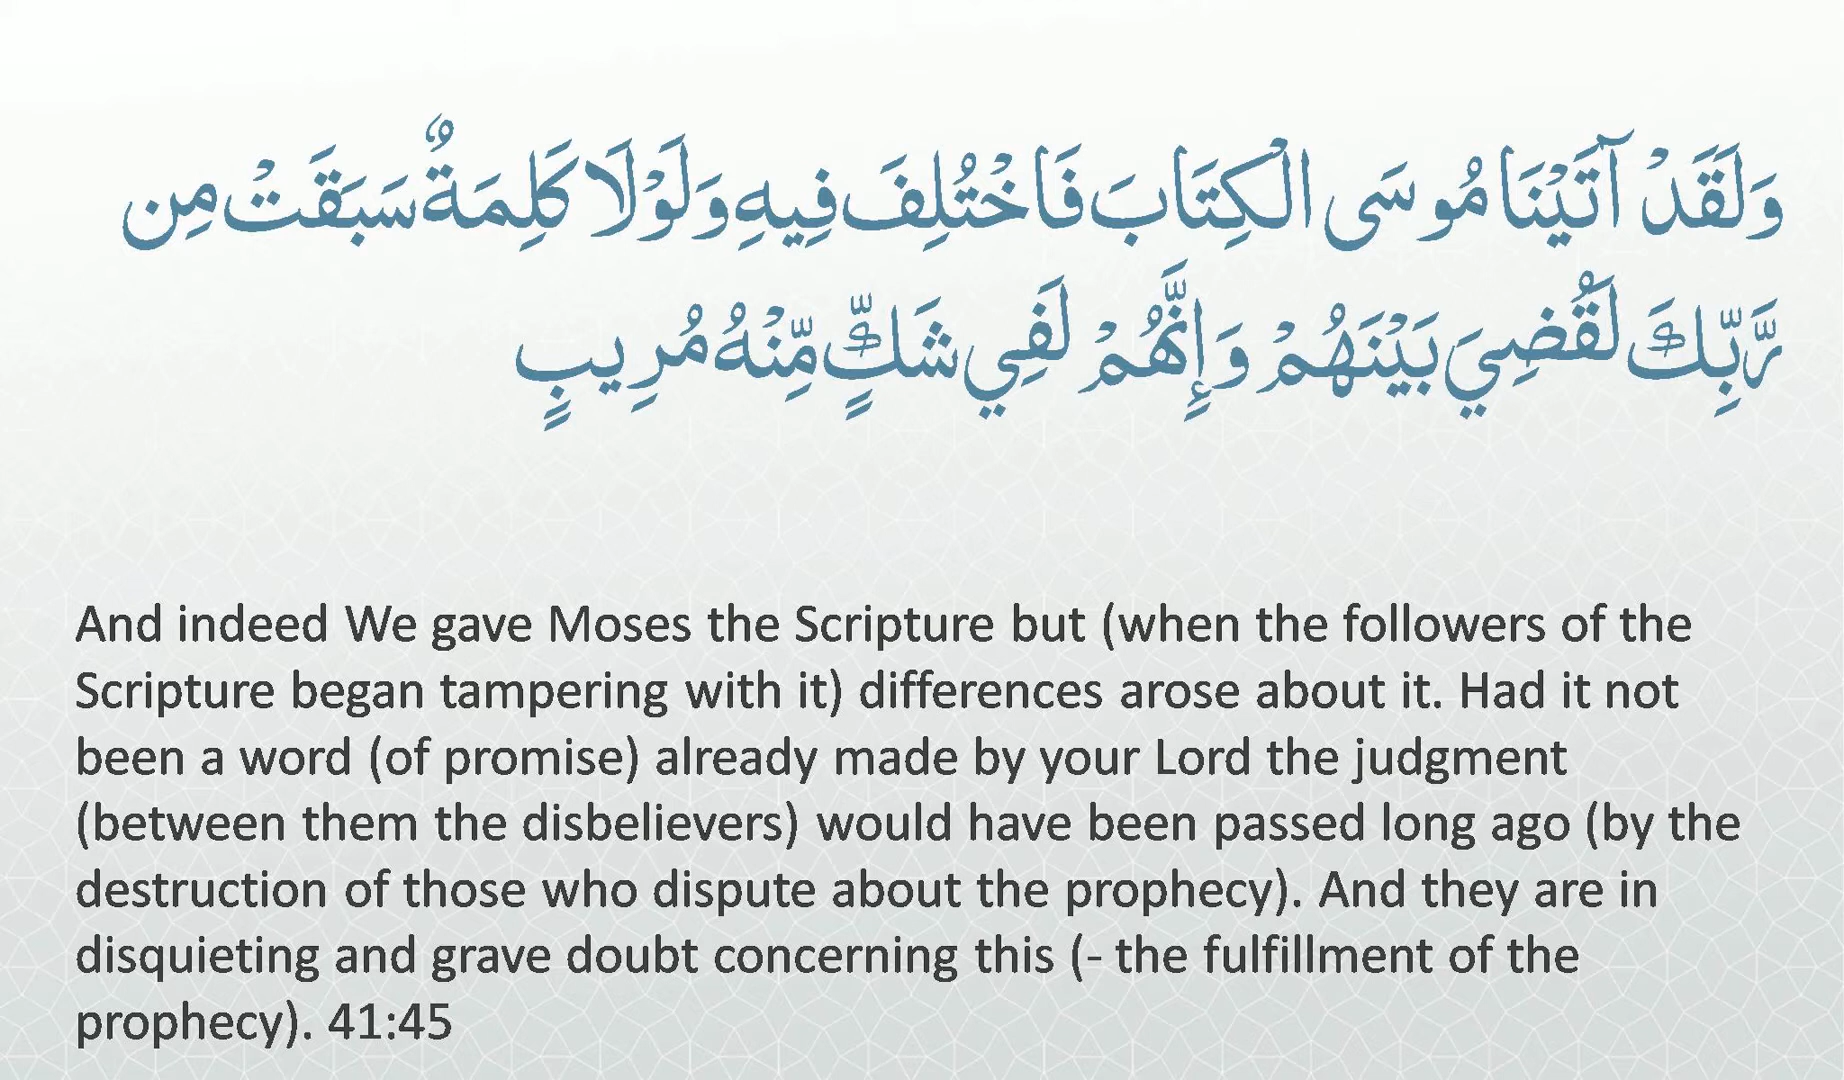 وَلَقَدْ آتَيْنَا مُوسَى الْكِتَابَ فَاخْتُلِفَ فِيهِ وَلَوْلَا كَلِمَةٌ سَبَقَتْ مِن
رَّبِّكَ لَقُضِيَ بَيْنَهُمْ وَإِنَّهُمْ لَفِي شَكٍّ مِّنْهُ مُرِيبٍ
And indeed We gave Moses the Scripture but (when the followers of the
Scripture began tampering with it) differences arose about it. Had it not
been a word (of promise) already made by your Lord the judgment
(between them the disbelievers) would have been passed long ago (by the
destruction of those who dispute about the prophecy). And they are in
disquieting and grave doubt concerning this (- the fulfillment of the
prophecy). 41:45